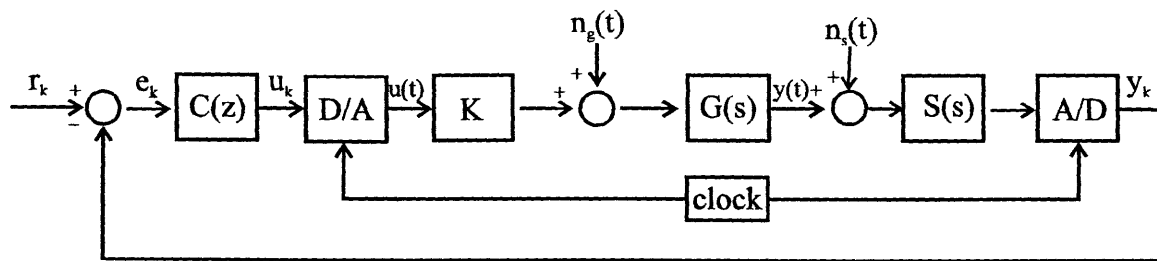 n_g(t)
n_s(t)
r_k + − e_k C(z) u_k D/A u(t) K + + G(s) y(t) + + S(s) A/D y_k
clock